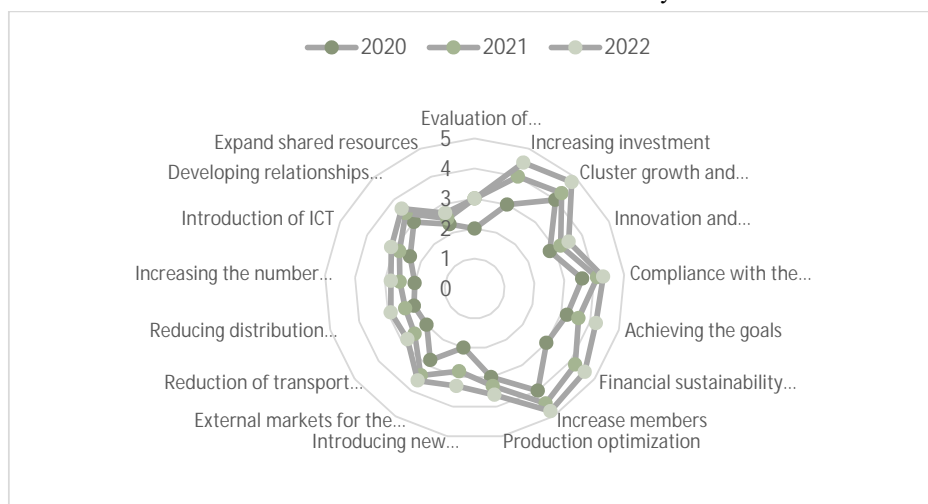 2020 2021 2022
Evaluation of...
Expand shared resources
5
Increasing investment
Developing relationships...
4
Cluster growth and...
3
Introduction of ICT
2
Innovation and...
1
Increasing the number...
0
Compliance with the...
Reducing distribution...
Achieving the goals
Reduction of transport...
Financial sustainability...
External markets for the...
Increase members
Introducing new...
Production optimization